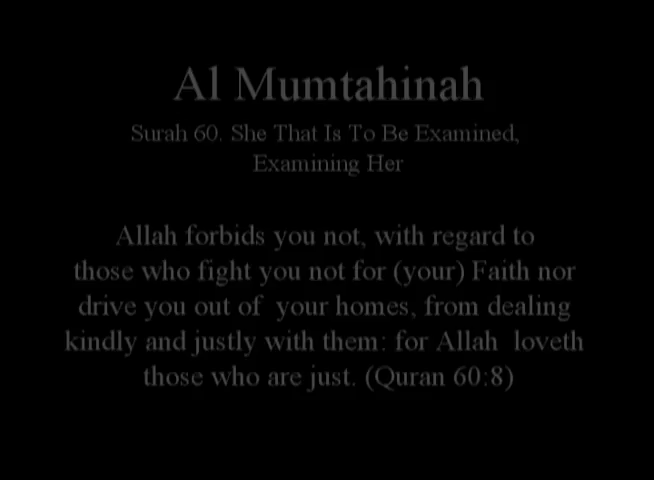 Al Mumtahinah
Surah 60. She That Is To Be Examined,
Examining Her
Allah forbids you not, with regard to
those who fight you not for (your) Faith nor
drive you out of your homes, from dealing
kindly and justly with them: for Allah loveth
those who are just. (Quran 60:8)